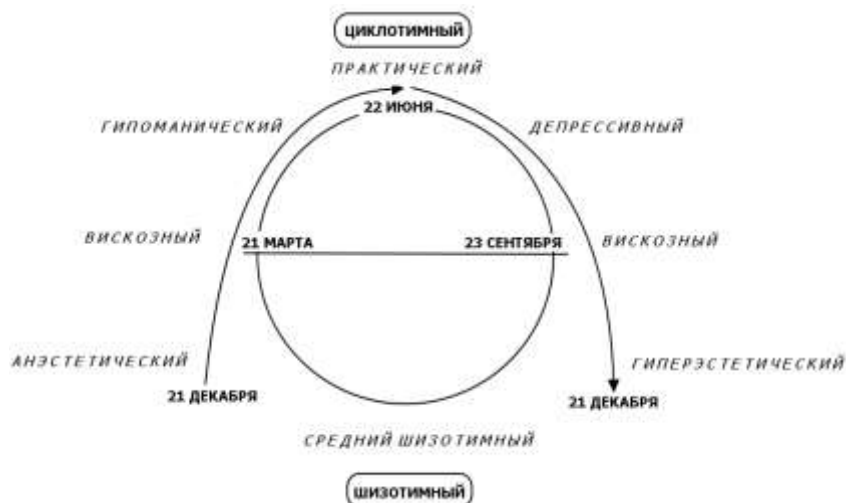 ЦИКЛОТИМНЫЙ
ПРАКТИЧЕСКИЙ
22 ИЮНЯ
ГИПОМАНИЧЕСКИЙ
ДЕПРЕССИВНЫЙ
ВИСКОЗНЫЙ
21 МАРТА
23 СЕНТЯБРЯ
ВИСКОЗНЫЙ
АНЭСТЕТИЧЕСКИЙ
ГИПЕРЭСТЕТИЧЕСКИЙ
21 ДЕКАБРЯ
21 ДЕКАБРЯ
СРЕДНИЙ ШИЗОТИМНЫЙ
ШИЗОТИМНЫЙ